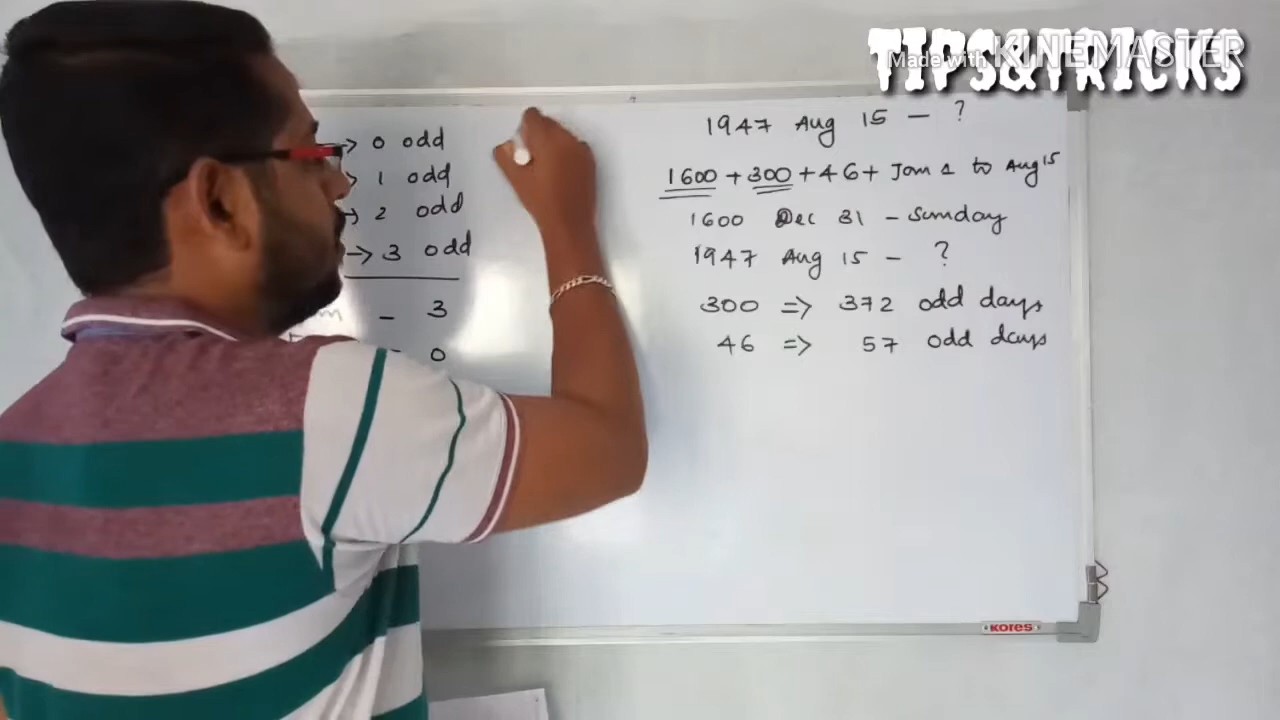 TIPS&TRICKS
Made with KINEMASTER
-> 0 odd
> 1 odd
-> 2 odd
-> 3 odd
- 3
0
1947 Aug 15 - ?
1600 + 300 + 46 + Jan 1 to Aug 15
1600 Dec 31 - Sunday
1947 Aug 15 - ?
300 => 372 odd days
46 => 57 odd days
kores